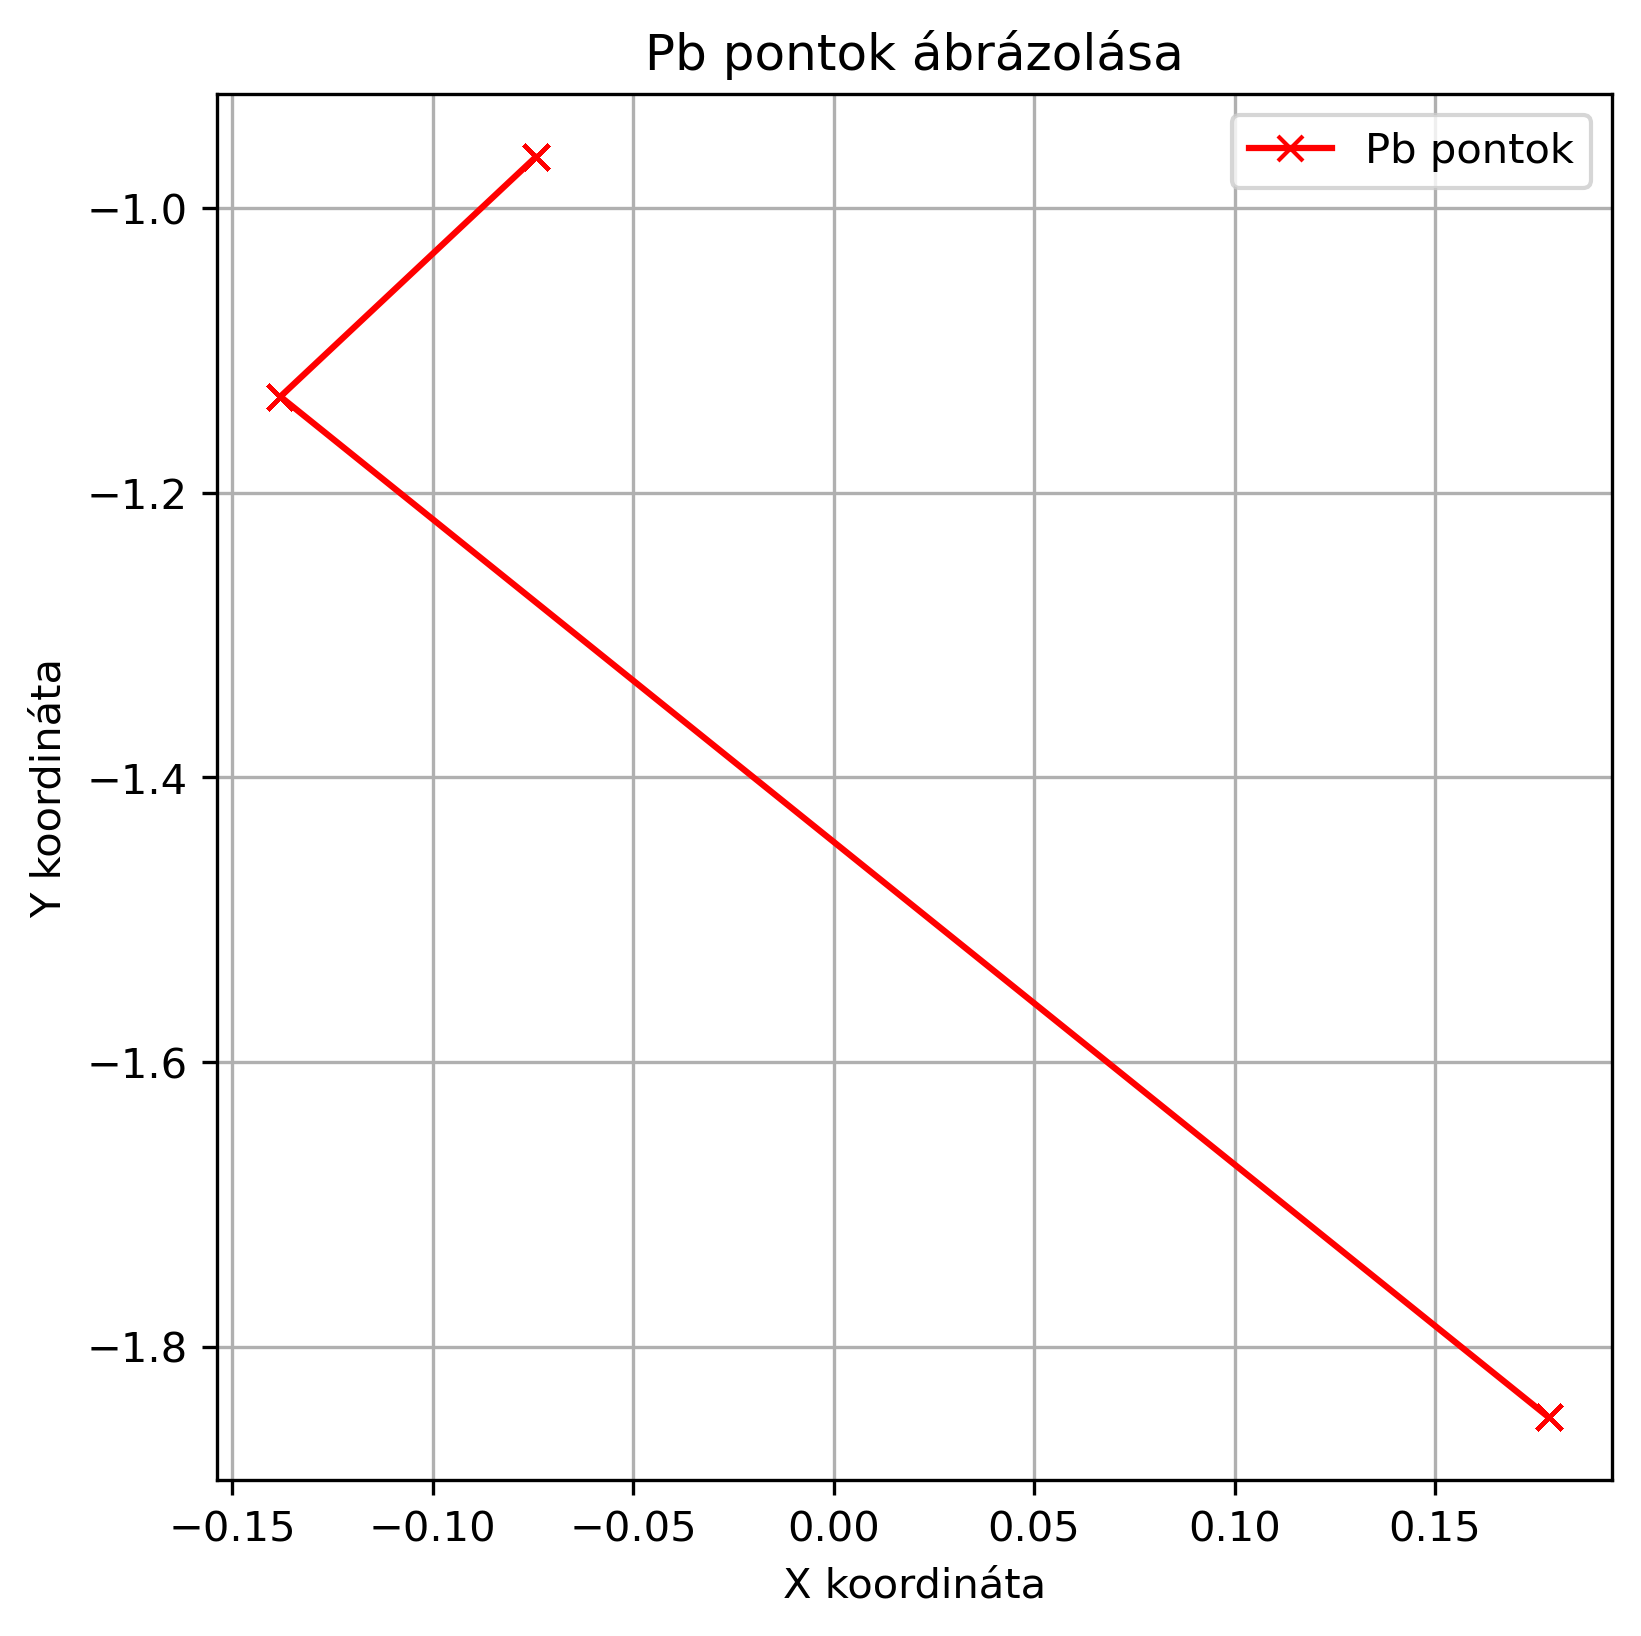 Pb pontok ábrázolása
Pb pontok
−1.0
−1.2
−1.4
−1.6
−1.8
Y koordináta
−0.15 −0.10 −0.05 0.00 0.05 0.10 0.15
X koordináta